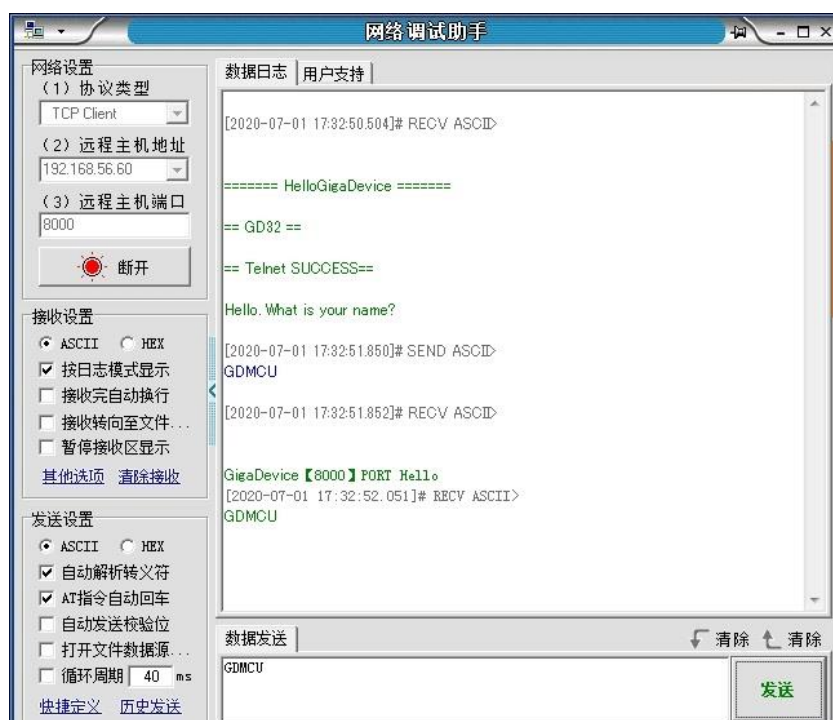 网络调试助手
网络设置
(1) 协议类型
TCP Client
(2) 远程主机地址
192.168.56.60
(3) 远程主机端口
8000
断开
接收设置
ASCII HEX
按日志模式显示
接收完自动换行
接收转向至文件...
暂停接收区显示
其他选项 清除接收
发送设置
ASCII HEX
自动解析转义符
AT指令自动回车
自动发送校验位
打开文件数据源...
循环周期 40 ms
快捷定义 历史发送
数据日志 用户支持
[2020-07-01 17:32:50.504]# RECV ASCII>
======= HelloGigaDevice =======
== GD32 ==
== Telnet SUCCESS==
Hello. What is your name?
[2020-07-01 17:32:51.850]# SEND ASCII>
GDMCU
[2020-07-01 17:32:51.852]# RECV ASCII>
GigaDevice【8000】PORT Hello
[2020-07-01 17:32:52.051]# RECV ASCII>
GDMCU
数据发送 清除 清除
GDMCU
发送